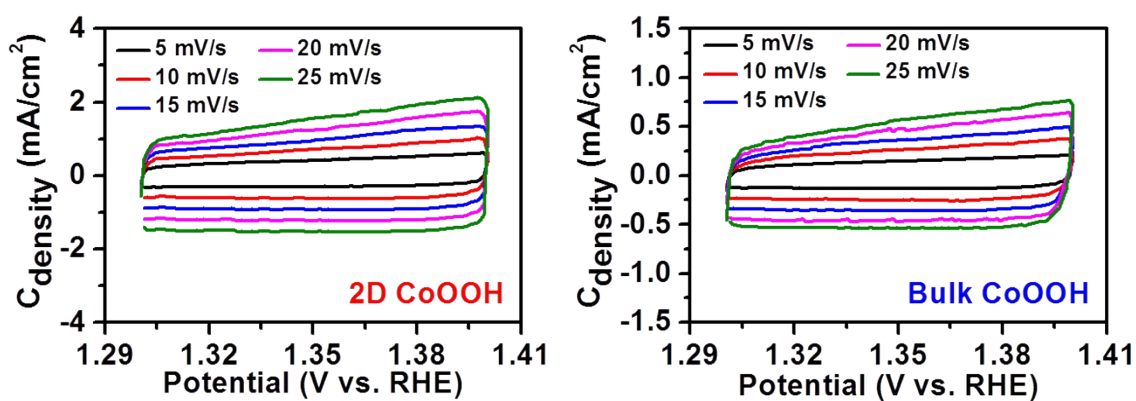 4
2
0
-2
-4
C_density (mA/cm²)
5 mV/s
10 mV/s
15 mV/s
20 mV/s
25 mV/s
2D CoOOH
1.29 1.32 1.35 1.38 1.41
Potential (V vs. RHE)
1.5
1.0
0.5
0.0
-0.5
-1.0
-1.5
C_density (mA/cm²)
5 mV/s
10 mV/s
15 mV/s
20 mV/s
25 mV/s
Bulk CoOOH
1.29 1.32 1.35 1.38 1.41
Potential (V vs. RHE)